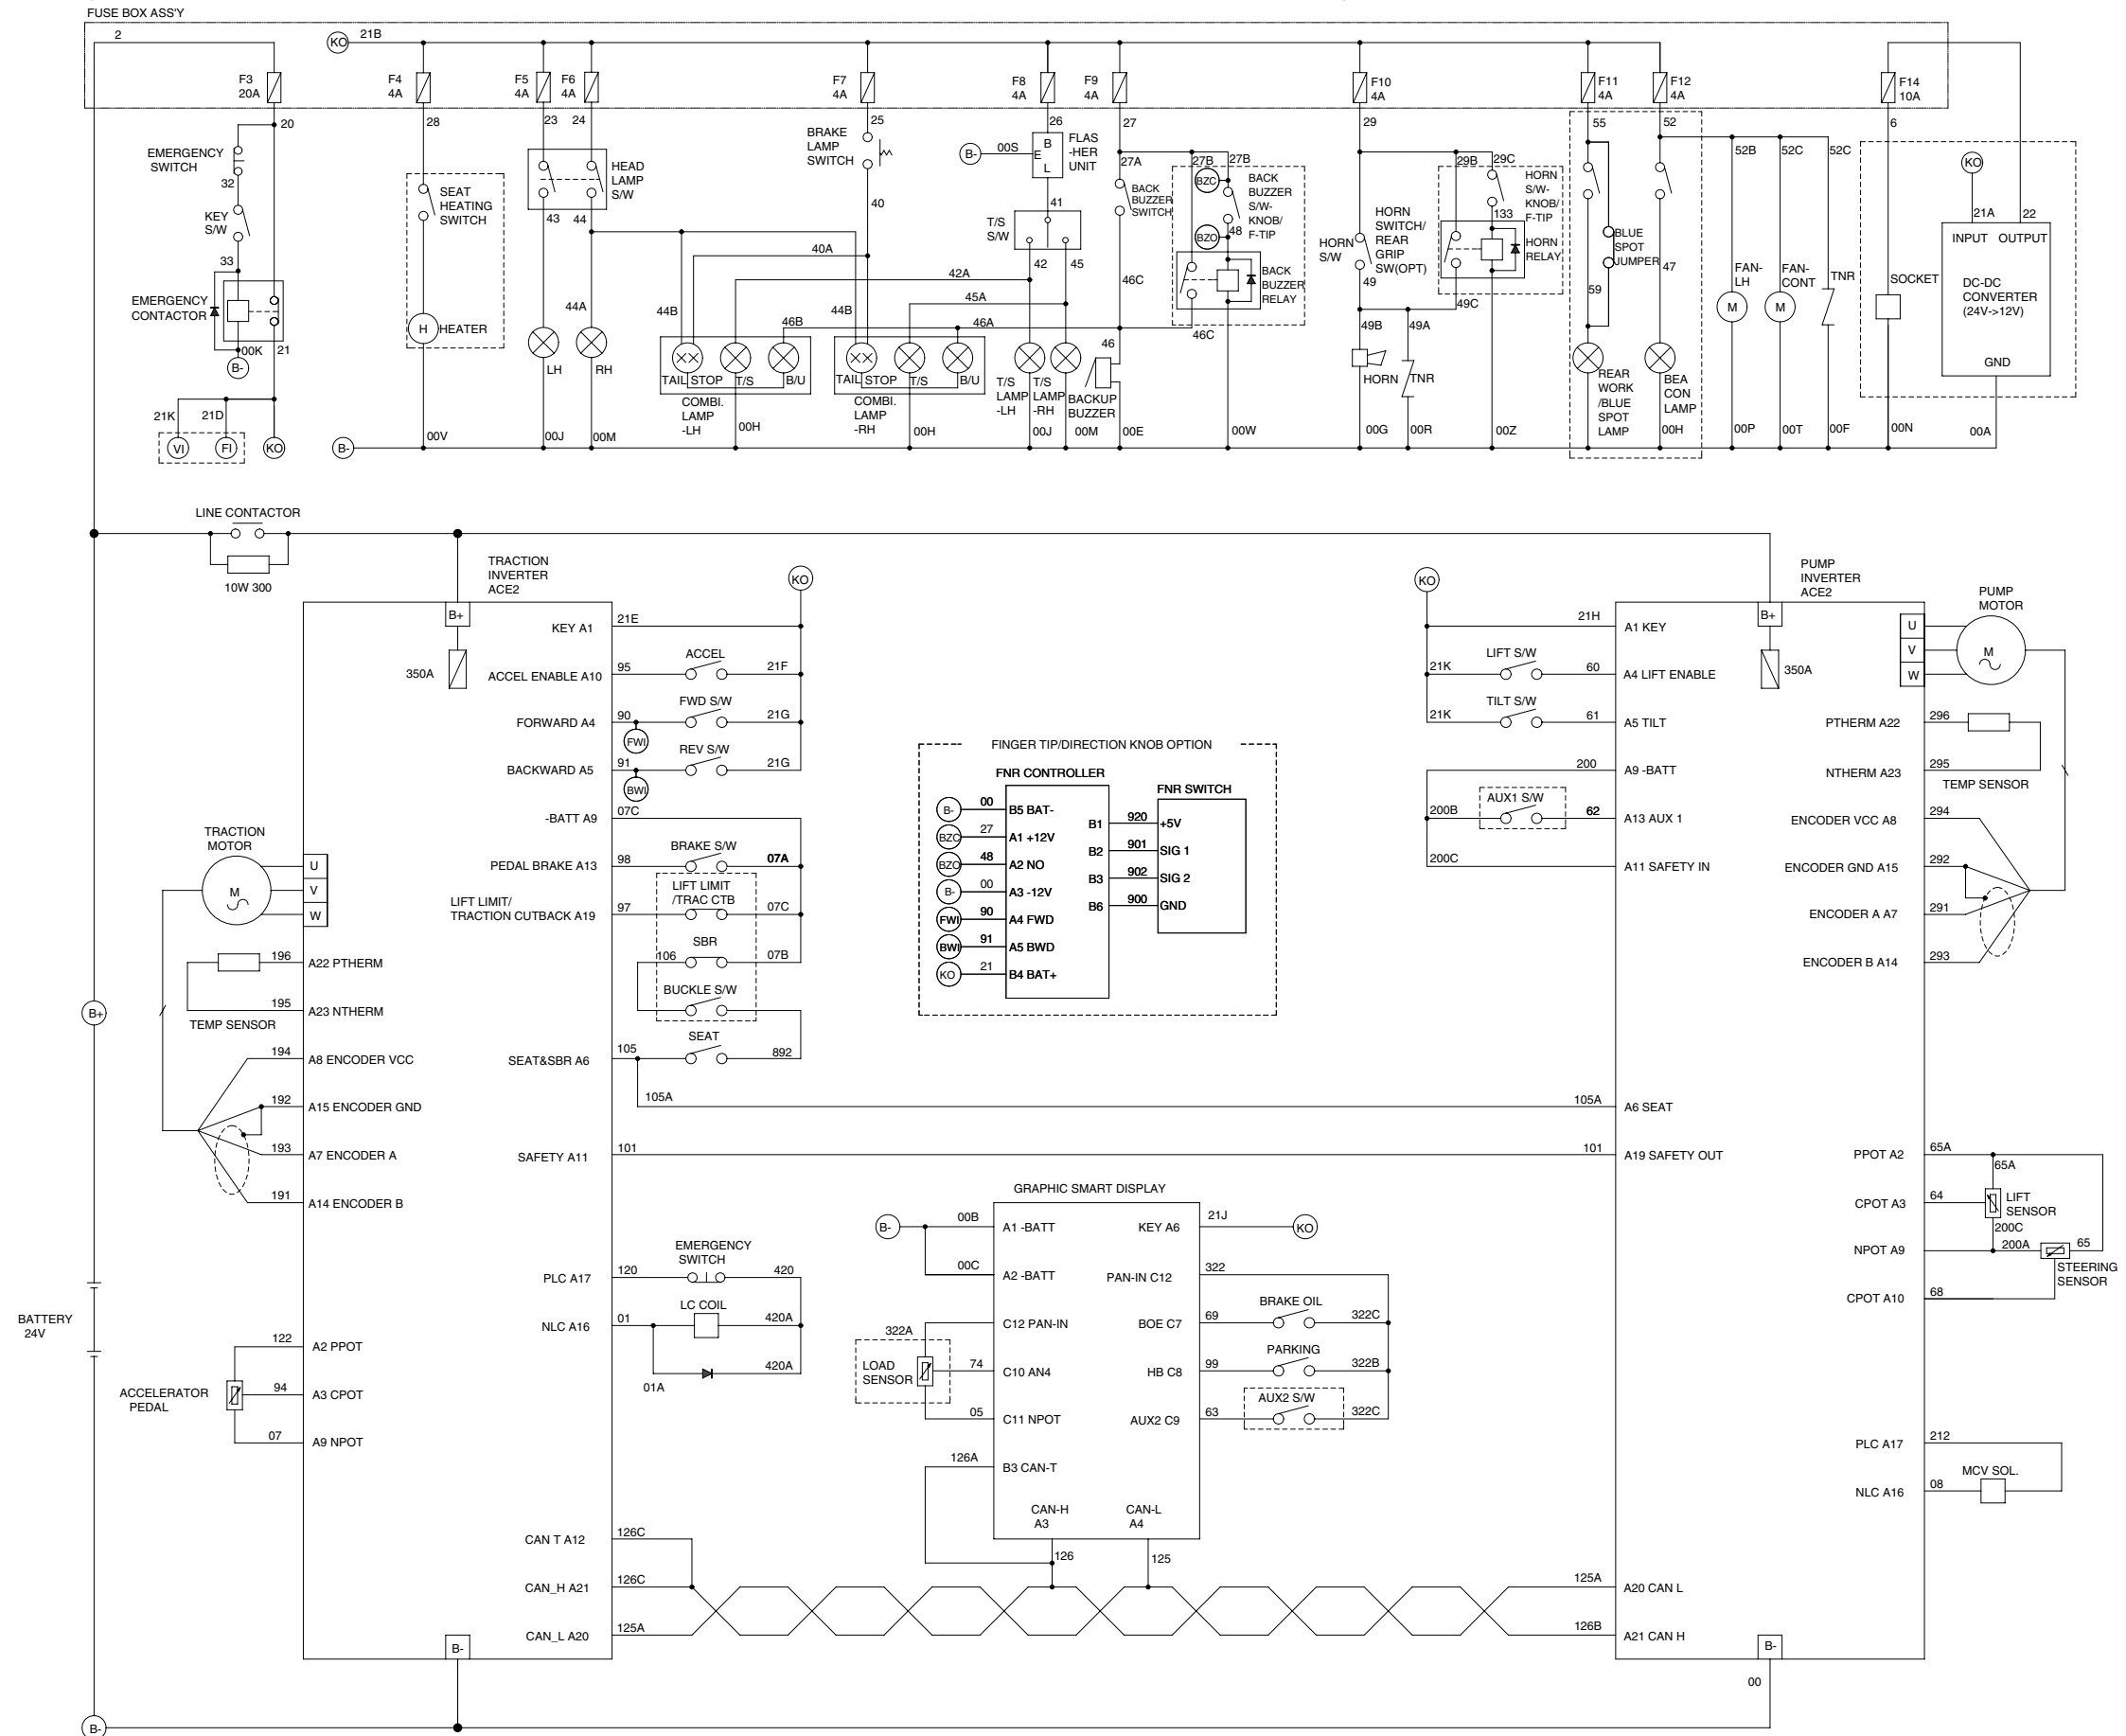 FUSE BOX ASS'Y
2
KO 21B
F3
20A
F4
4A
F5
4A
F6
4A
F7
4A
F8
4A
F9
4A
F10
4A
F11
4A
F12
4A
F14
10A
20
28
23
24
25
26
27
29
55
52
6
EMERGENCY
SWITCH
32
KEY
S/W
33
EMERGENCY
CONTACTOR
00K
21
B-
21K
21D
VI
FI
KO
SEAT
HEATING
SWITCH
H
HEATER
00V
B-
HEAD
LAMP
S/W
43
44
44A
LH
RH
00J
00M
BRAKE
LAMP
SWITCH
40
40A
42A
45A
44B
44B
46B
46A
TAIL
STOP
T/S
B/U
COMBI.
LAMP
-LH
00H
TAIL
STOP
T/S
B/U
COMBI.
LAMP
-RH
00H
B-
00S
B
E
L
FLAS
-HER
UNIT
41
T/S
S/W
42
45
T/S
LAMP
-LH
T/S
LAMP
-RH
00J
00M
27A
BACK
BUZZER
SWITCH
46C
46
BACKUP
BUZZER
00E
27B
27B
BZC
BACK
BUZZER
S/W-
KNOB/
F-TIP
BZO
48
BACK
BUZZER
RELAY
46C
00W
HORN
S/W
HORN
SWITCH/
REAR
GRIP
SW(OPT)
49
49B
49A
HORN
TNR
00G
00R
29B
29C
HORN
S/W-
KNOB/
F-TIP
133
HORN
RELAY
49C
00Z
BLUE
SPOT
JUMPER
59
47
REAR
WORK
/BLUE
SPOT
LAMP
BEA
CON
LAMP
00H
52B
52C
52C
FAN-
LH
FAN-
CONT
TNR
M
M
00P
00T
00F
SOCKET
00N
KO
21A
22
INPUT OUTPUT
DC-DC
CONVERTER
(24V->12V)
GND
00A
LINE CONTACTOR
10W 300
TRACTION
INVERTER
ACE2
B+
350A
KO
KEY A1
21E
ACCEL ENABLE A10
95
ACCEL
21F
FORWARD A4
90
FWD S/W
21G
FWI
BACKWARD A5
91
REV S/W
21G
BWI
-BATT A9
07C
PEDAL BRAKE A13
98
BRAKE S/W
07A
LIFT LIMIT/
TRACTION CUTBACK A19
97
LIFT LIMIT
/TRAC CTB
07C
SBR
106
07B
BUCKLE S/W
SEAT
SEAT&SBR A6
105
892
105A
SAFETY A11
101
PLC A17
120
EMERGENCY
SWITCH
420
NLC A16
01
LC COIL
420A
420A
01A
CAN T A12
126C
CAN_H A21
126C
CAN_L A20
125A
B-
TRACTION
MOTOR
M
U
V
W
196
A22 PTHERM
195
A23 NTHERM
TEMP SENSOR
194
A8 ENCODER VCC
192
A15 ENCODER GND
193
A7 ENCODER A
191
A14 ENCODER B
B+
BATTERY
24V
ACCELERATOR
PEDAL
122
A2 PPOT
94
A3 CPOT
07
A9 NPOT
B-
FINGER TIP/DIRECTION KNOB OPTION
FNR CONTROLLER
FNR SWITCH
B- 00 B5 BAT-
BZC 27 A1 +12V
BZO 48 A2 NO
B- 00 A3 -12V
FWI 90 A4 FWD
BWI 91 A5 BWD
KO 21 B4 BAT+
B1 920 +5V
B2 901 SIG 1
B3 902 SIG 2
B6 900 GND
GRAPHIC SMART DISPLAY
B- 00B A1 -BATT
00C A2 -BATT
C12 PAN-IN
322A
LOAD
SENSOR
74
C10 AN4
05
C11 NPOT
126A
B3 CAN-T
CAN-H
A3
CAN-L
A4
126
125
KEY A6
21J
KO
PAN-IN C12
322
BRAKE OIL
BOE C7
69
322C
PARKING
HB C8
99
322B
AUX2 S/W
AUX2 C9
63
322C
PUMP
INVERTER
ACE2
B+
350A
KO
21H
A1 KEY
21K
LIFT S/W
60
A4 LIFT ENABLE
21K
TILT S/W
61
A5 TILT
200
A9 -BATT
200B
AUX1 S/W
62
A13 AUX 1
200C
A11 SAFETY IN
105A
A6 SEAT
101
A19 SAFETY OUT
125A
A20 CAN L
126B
A21 CAN H
B-
00
PUMP
MOTOR
M
U
V
W
PTHERM A22
296
NTHERM A23
295
TEMP SENSOR
ENCODER VCC A8
294
ENCODER GND A15
292
ENCODER A A7
291
ENCODER B A14
293
PPOT A2
65A
65A
CPOT A3
64
LIFT
SENSOR
200C
NPOT A9
200A
65
STEERING
SENSOR
CPOT A10
68
PLC A17
212
MCV SOL.
NLC A16
08